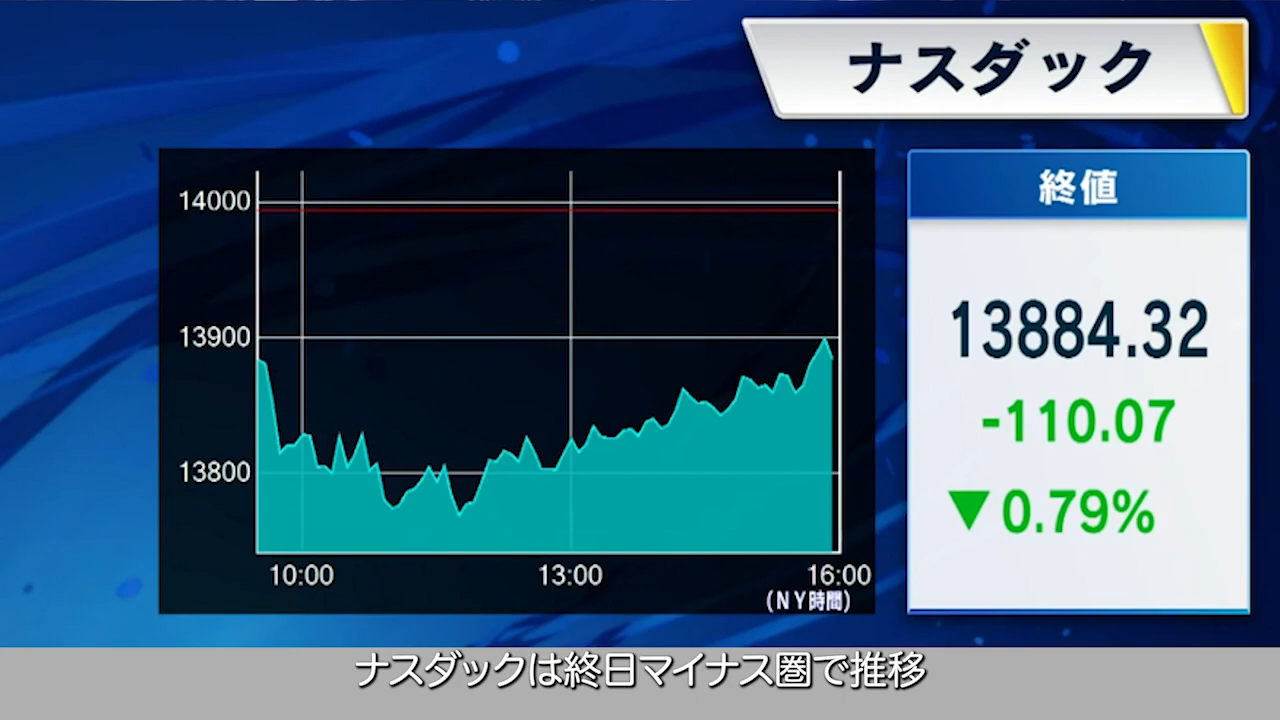 ナスダック
14000
13900
13800
10:00
13:00
16:00
(NY時間)
終値
13884.32
-110.07
▼0.79%
ナスダックは終日マイナス圏で推移